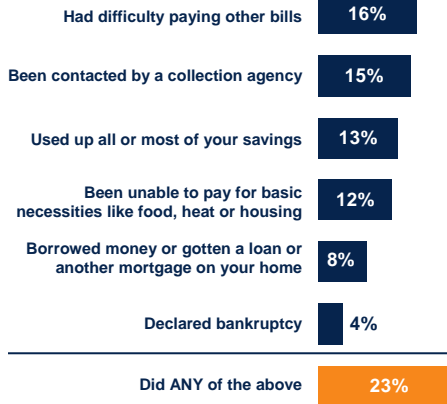 Had difficulty paying other bills
16%
Been contacted by a collection agency
15%
Used up all or most of your savings
13%
Been unable to pay for basic
necessities like food, heat or housing
12%
Borrowed money or gotten a loan or
another mortgage on your home
8%
Declared bankruptcy
4%
Did ANY of the above
23%